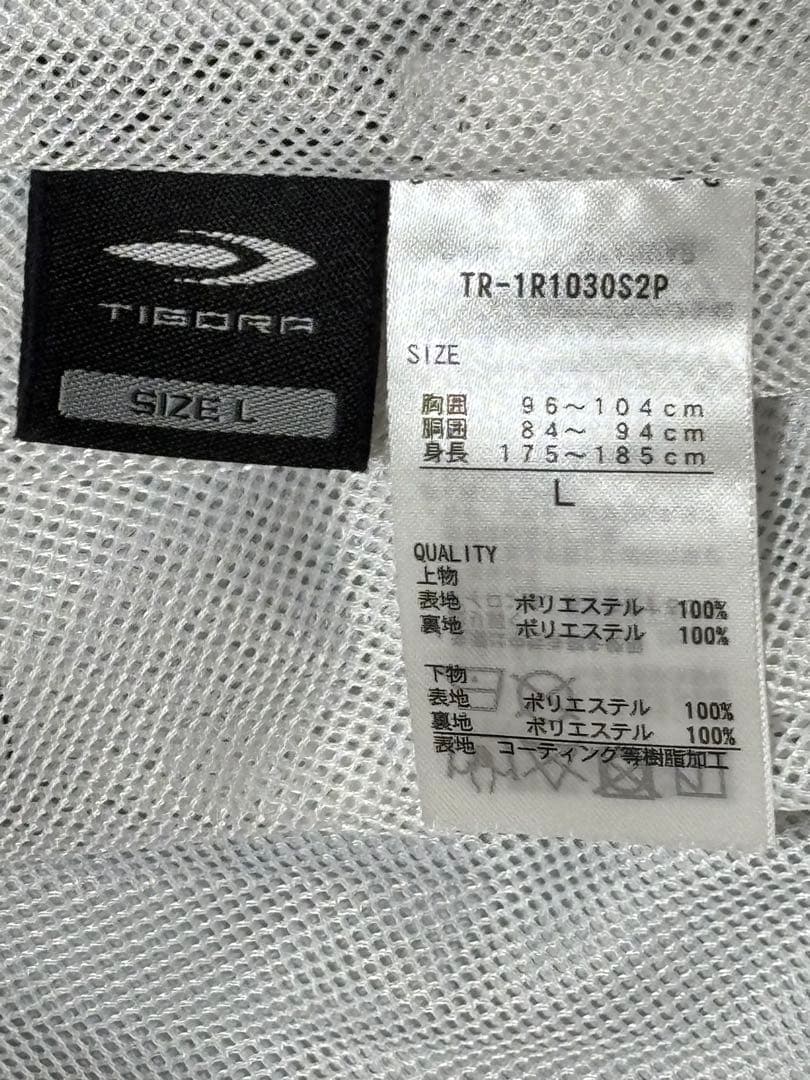 TIGORA
SIZE L
TR-1R1030S2P
SIZE
胸囲 96～104cm
胴囲 84～ 94cm
身長 175～185cm
L
QUALITY
上物
表地 ポリエステル 100%
裏地 ポリエステル 100%
下物
表地 ポリエステル 100%
裏地 ポリエステル 100%
表地 コーティング等樹脂加工